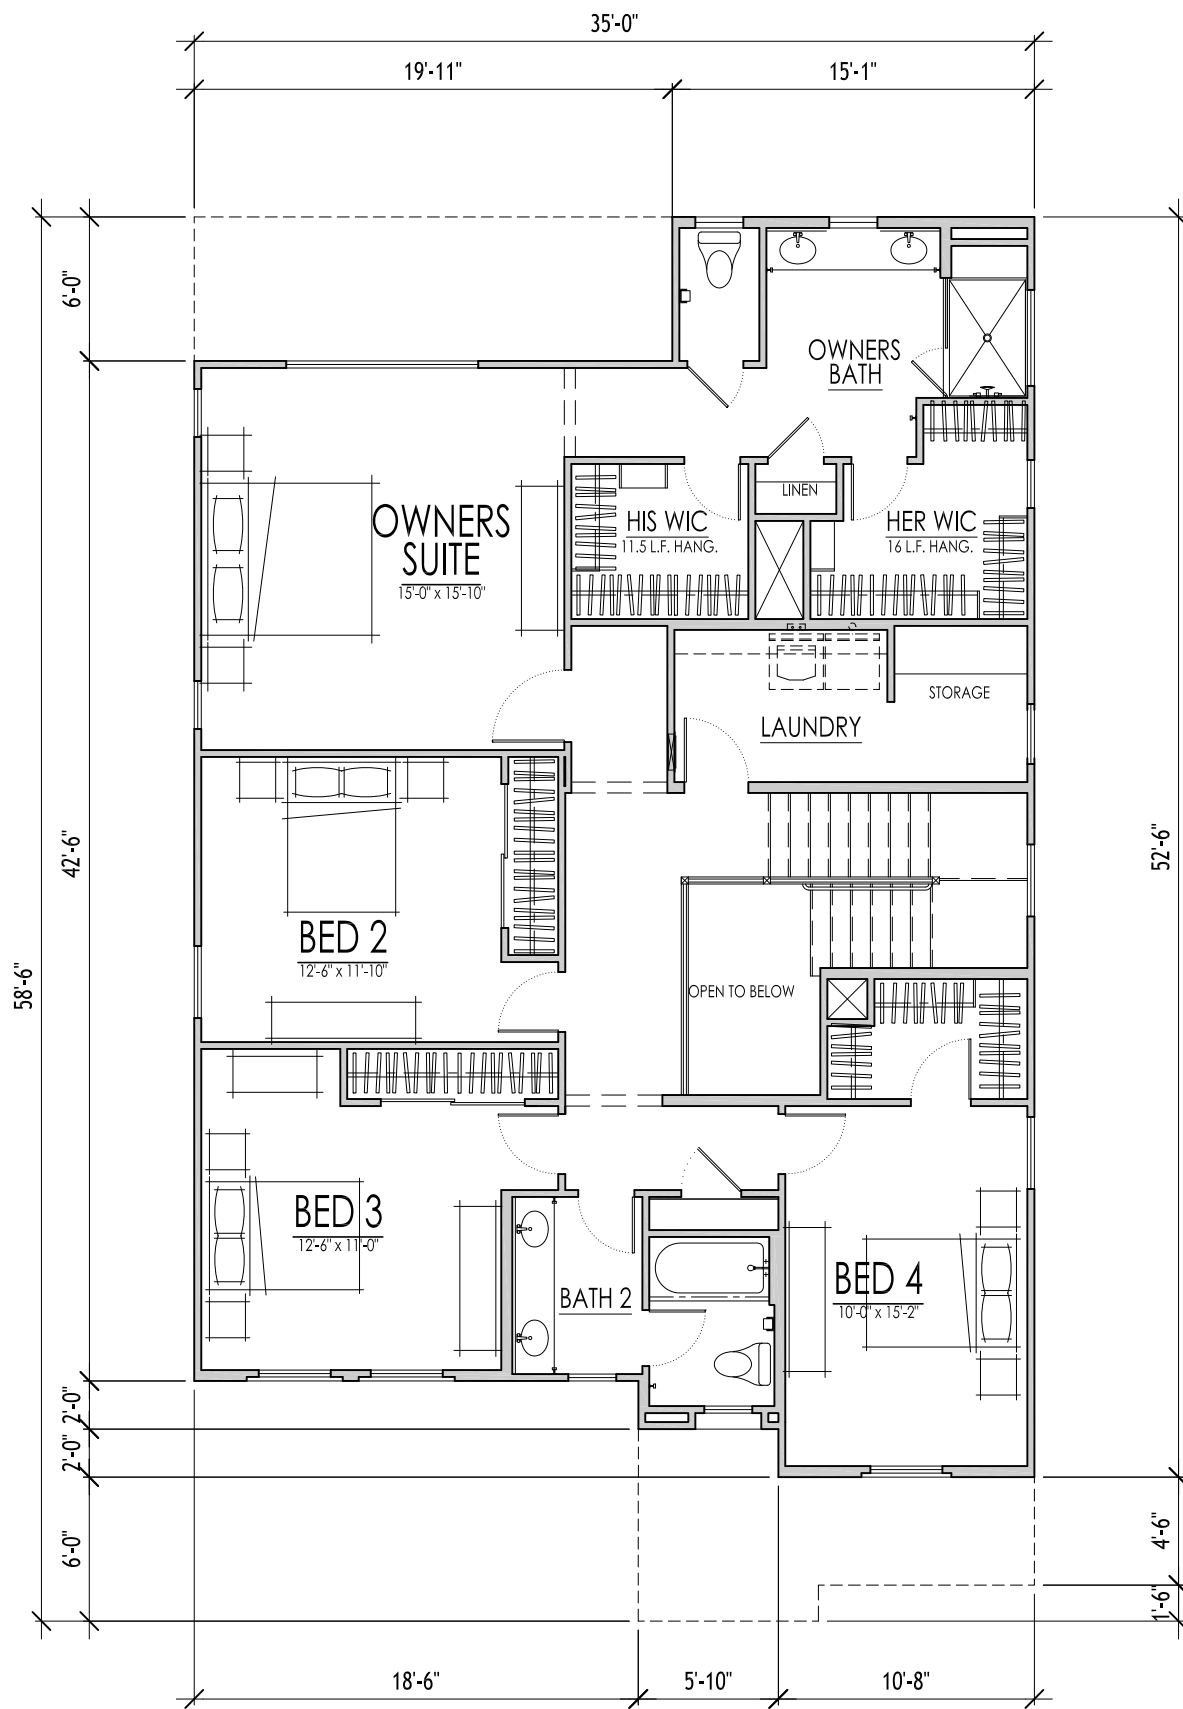 35'-0"
19'-11"
15'-1"
6'-0"
OWNERS
BATH
LINEN
OWNERS
SUITE
15'-0" x 15'-10"
HIS WIC
11.5 L.F. HANG.
HER WIC
16 L.F. HANG.
STORAGE
LAUNDRY
42'-6"
52'-6"
BED 2
12'-6" x 11'-10"
58'-6"
OPEN TO BELOW
BED 3
12'-6" x 11'-0"
BATH 2
BED 4
10'-0" x 15'-2"
2'-0"
2'-0"
6'-0"
4'-6"
1'-6"
18'-6"
5'-10"
10'-8"